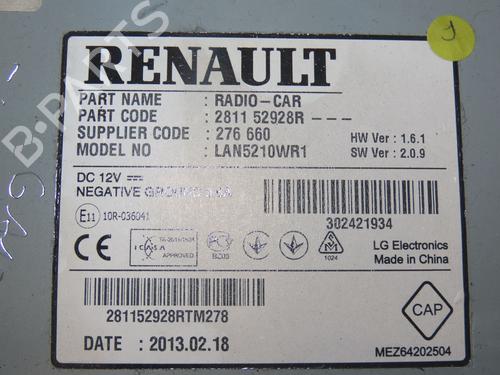 RENAULT
PART NAME : RADIO-CAR
PART CODE : 2811 52928R - - -
SUPPLIER CODE : 276 660
MODEL NO : LAN5210WR1
HW Ver : 1.6.1
SW Ver : 2.0.9
DC 12V
NEGATIVE
E11 10R-036041
302421934
CE
ICASA
APPROVED
1024
LG Electronics
Made in China
281152928RTM278
CAP
DATE : 2013.02.18
MEZ64202504
B-PARTS